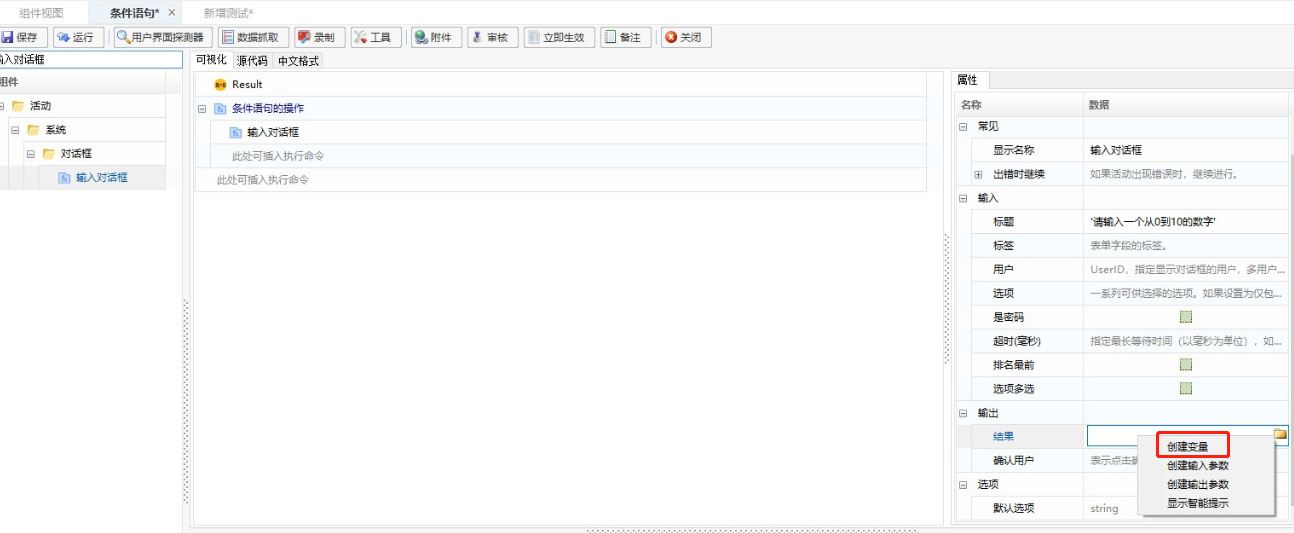 组件视图 条件语句* × 新增测试*
保存 运行 用户界面探测器 数据抓取 录制 工具 附件 审核 立即生效 备注 关闭
入对话框
可视化 源代码 中文格式
组件
活动
系统
对话框
输入对话框
Result
条件语句的操作
输入对话框
此处可插入执行命令
此处可插入执行命令
属性
名称 数据
常见
显示名称 输入对话框
出错时继续 如果活动出现错误时，继续进行。
输入
标题 '请输入一个从0到10的数字'
标签 表单字段的标签。
用户 UserID，指定显示对话框的用户，多用户...
选项 一系列可供选择的选项。如果设置为仅包...
是密码
超时(毫秒) 指定最长等待时间（以毫秒为单位），如...
排名最前
选项多选
输出
结果
确认用户 表示点击
选项
默认选项 string
创建变量
创建输入参数
创建输出参数
显示智能提示